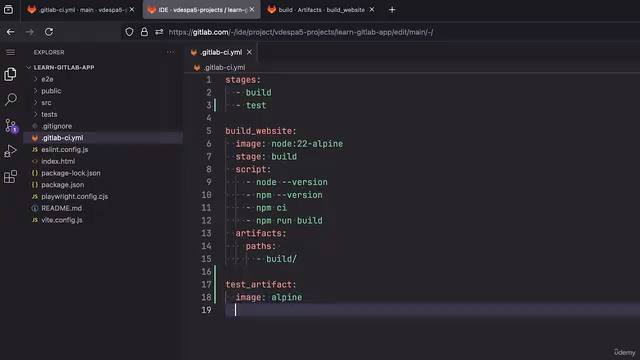 .gitlab-ci.yml · main · vdespa5
IDE · vdespa5-projects / learn-g
build · Artifacts · build_website
https://gitlab.com/-/ide/project/vdespa5-projects/learn-gitlab-app/edit/main/-/
EXPLORER
LEARN-GITLAB-APP
e2e
public
src
tests
.gitignore
.gitlab-ci.yml
eslint.config.js
index.html
package-lock.json
package.json
playwright.config.cjs
README.md
vite.config.js
.gitlab-ci.yml
.gitlab-ci.yml
1 stages:
2 - build
3 - test
4
5 build_website:
6 image: node:22-alpine
7 stage: build
8 script:
9 - node --version
10 - npm --version
11 - npm ci
12 - npm run build
13 artifacts:
14 paths:
15 - build/
16
17 test_artifact:
18 image: alpine
19
1
ûdemy